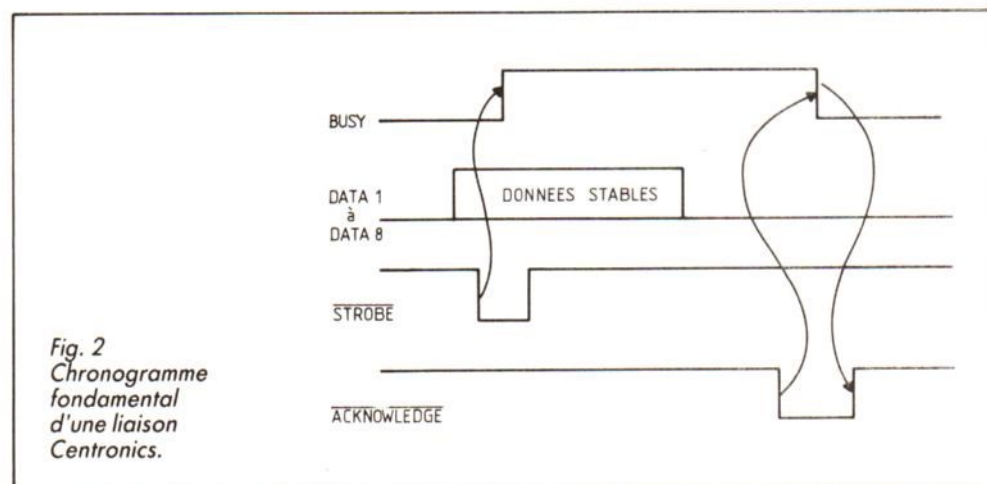 BUSY
DATA 1
à
DATA 8
DONNEES STABLES
STROBE
ACKNOWLEDGE
Fig. 2
Chronogramme
fondamental
d'une liaison
Centronics.